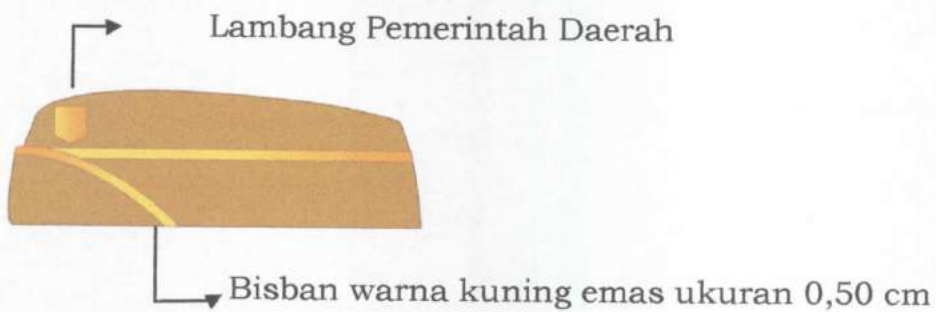 Lambang Pemerintah Daerah
Bisban warna kuning emas ukuran 0,50 cm